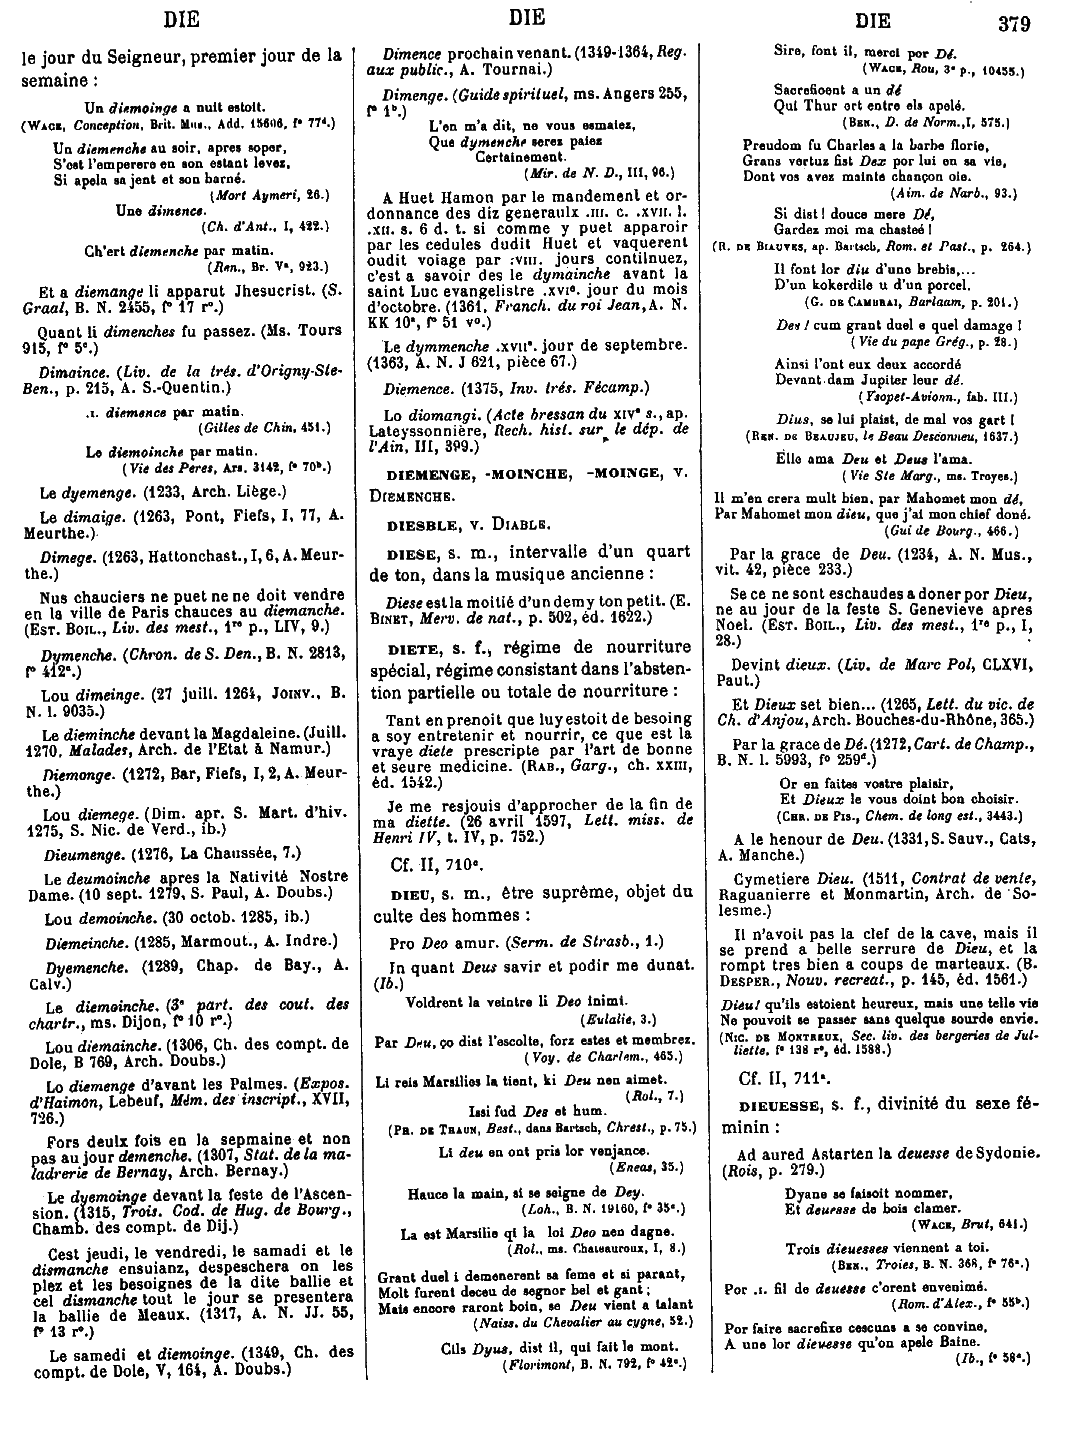 DIE
DIE
DIE
379
le jour du Seigneur, premier jour de la
semaine :
Un diemoinge a nuit estoit.
(WACE, Conception, Brit. Mus., Add. 15606, f° 77ᵈ.)
Un diemenche au soir, apres soper,
S'est l'emperere en son estant levez,
Si apela sa jent et son barné.
(Mort Aymeri, 26.)
Une dimence.
(Ch. d'Ant., I, 422.)
Ch'ert diemenche par matin.
(Ren., Br. Vᵃ, 923.)
Et a diemange li apparut Jhesucrist. (S.
Graal, B. N. 2455, f° 17 r°.)
Quant li dimenches fu passez. (Ms. Tours
915, f° 5ᶜ.)
Dimaince. (Liv. de la trés. d'Origny-Ste-
Ben., p. 215, A. S.-Quentin.)
.I. diemence par matin.
(Gilles de Chin, 451.)
Le diemoinche par matin.
(Vie des Peres, Ars. 3142, f° 70ᵇ.)
Le dyemenge. (1233, Arch. Liège.)
Le dimaige. (1263, Pont, Fiefs, I, 77, A.
Meurthe.)
Dimege. (1263, Hattonchast., I, 6, A. Meur-
the.)
Nus chauciers ne puet ne ne doit vendre
en la ville de Paris chauces au diemanche.
(EST. BOIL., Liv. des mest., 1ʳᵉ p., LIV, 9.)
Dymenche. (Chron. de S. Den., B. N. 2813,
f° 412ᶜ.)
Lou dimeinge. (27 juill. 1264, JOINV., B.
N. l. 9035.)
Le dieminche devant la Magdaleine. (Juill.
1270, Malades, Arch. de l'Etat à Namur.)
Diemonge. (1272, Bar, Fiefs, I, 2, A. Meur-
the.)
Lou diemege. (Dim. apr. S. Mart. d'hiv.
1275, S. Nic. de Verd., ib.)
Dieumenge. (1276, La Chaussée, 7.)
Le deumoinche apres la Nativité Nostre
Dame. (10 sept. 1279, S. Paul, A. Doubs.)
Lou demoinche. (30 octob. 1285, ib.)
Diemeinche. (1285, Marmout., A. Indre.)
Dyemenche. (1289, Chap. de Bay., A.
Calv.)
Le diemoinche. (3ᵉ part. des cout. des
chartr., ms. Dijon, f° 10 r°.)
Lou diemainche. (1306, Ch. des compt. de
Dole, B 769, Arch. Doubs.)
Lo diemenge d'avant les Palmes. (Expos.
d'Haimon, Lebeuf, Mém. des inscript., XVII,
726.)
Fors deulx fois en la sepmaine et non
pas au jour demenche. (1307, Stat. de la ma-
ladrerie de Bernay, Arch. Bernay.)
Le dyemoinge devant la feste de l'Ascen-
sion. (1315, Trois. Cod. de Hug. de Bourg.,
Chamb. des compt. de Dij.)
Cest jeudi, le vendredi, le samadi et le
dismanche ensuianz, despeschera on les
plez et les besoignes de la dite ballie et
cel dismanche tout le jour se presentera
la ballie de Meaux. (1317, A. N. JJ. 55,
f° 13 r°.)
Le samedi et diemoinge. (1349, Ch. des
compt. de Dole, V, 164, A. Doubs.)
Dimence prochain venant. (1349-1364, Reg.
aux public., A. Tournai.)
Dimenge. (Guide spirituel, ms. Angers 255,
f° 1ᵇ.)
L'en m'a dit, ne vous esmaiez,
Que dymenche serez paiez
Certainement.
(Mir. de N. D., III, 96.)
A Huet Hamon par le mandement et or-
donnance des diz generaulx .III. c. .XVII. l.
.XII. s. 6 d. t. si comme y puet apparoir
par les cedules dudit Huet et vaquerent
oudit voiage par .VIII. jours continuez,
c'est a savoir des le dymainche avant la
saint Luc evangelistre .XVIᵉ. jour du mois
d'octobre. (1361, Franch. du roi Jean, A. N.
KK 10ᵃ, f° 51 v°.)
Le dymmenche .XVIIᵉ. jour de septembre.
(1363, A. N. J 621, pièce 67.)
Diemence. (1375, Inv. trés. Fécamp.)
Lo diomangi. (Acte bressan du XIVᵉ s., ap.
Lateyssonnière, Rech. hist. sur le dép. de
l'Ain, III, 399.)
DIEMENGE, -MOINCHE, -MOINGE, v.
DIEMENCHE.
DIESBLE, v. DIABLE.
DIESE, s. m., intervalle d'un quart
de ton, dans la musique ancienne :
Diese est la moitié d'un demy ton petit. (E.
BINET, Merv. de nat., p. 502, éd. 1622.)
DIETE, s. f., régime de nourriture
spécial, régime consistant dans l'absten-
tion partielle ou totale de nourriture :
Tant en prenoit que luy estoit de besoing
a soy entretenir et nourrir, ce que est la
vraye diete prescripte par l'art de bonne
et seure medicine. (RAB., Garg., ch. XXIII,
éd. 1542.)
Je me resjouis d'approcher de la fin de
ma diette. (26 avril 1597, Lett. miss. de
Henri IV, t. IV, p. 752.)
Cf. II, 710ᶜ.
DIEU, s. m., être suprême, objet du
culte des hommes :
Pro Deo amur. (Serm. de Strasb., 1.)
In quant Deus savir et podir me dunat.
(Ib.)
Voldrent la veintre li Deo inimi.
(Eulalie, 3.)
Par Deu, ço dist l'escolte, forz estes et membrez.
(Voy. de Charlem., 465.)
Li reis Marsilies la tient, ki Deu nen aimet.
(Rol., 7.)
Issi fud Des et hum.
(PH. DE THAUN, Best., dans Bartsch, Chrest., p. 75.)
Li deu en ont pris lor venjance.
(Eneas, 35.)
Hauce la main, si se seigne de Dey.
(Loh., B. N. 19160, f° 35ᵃ.)
La est Marsilie qi la loi Deo nen dagne.
(Rol., ms. Chateauroux, I, 8.)
Grant duel i demenerent sa feme et si parant,
Molt furent deceu de segnor bel et gant ;
Mais encore raront boin, se Deu vient a talant
(Naiss. du Chevalier au cygne, 52.)
Cils Dyus, dist il, qui fait le mont.
(Florimont, B. N. 792, f° 42ᵃ.)
Sire, font il, merci por Dé.
(WACE, Rou, 3ᵉ p., 10455.)
Sacrefioent a un dé
Qui Thur ert entre els apelé.
(BEN., D. de Norm., I, 575.)
Preudom fu Charles a la barbe florie,
Grans vertuz fist Dex por lui en sa vie,
Dont vos avez mainte chançon oie.
(Aim. de Narb., 93.)
Si dist ! douce mere Dé,
Gardez moi ma chasteé !
(R. DE BIAUVES, ap. Bartsch, Rom. et Past., p. 264.)
Il font lor diu d'une brebis,...
D'un kokerdile u d'un porcel.
(G. DE CAMBRAI, Barlaam, p. 201.)
Des ! cum grant duel e quel damage !
(Vie du pape Grég., p. 28.)
Ainsi l'ont eux deux accordé
Devant dam Jupiter leur dé.
(Ysopet-Avionn., fab. III.)
Dius, se lui plaist, de mal vos gart !
(REN. DE BEAUJEU, le Beau Desconneu, 1637.)
Elle ama Deu et Deus l'ama.
(Vie Ste Marg., ms. Troyes.)
Il m'en crera mult bien, par Mahomet mon dé,
Par Mahomet mon dieu, que j'ai mon chief doné.
(Gui de Bourg., 466.)
Par la grace de Deu. (1234, A. N. Mus.,
vit. 42, pièce 233.)
Se ce ne sont eschaudes a doner por Dieu,
ne au jour de la feste S. Genevieve apres
Noel. (EST. BOIL., Liv. des mest., 1ʳᵉ p., I,
28.)
Devint dieux. (Liv. de Marc Pol, CLXVI,
Paut.)
Et Dieux set bien... (1265, Lett. du vic. de
Ch. d'Anjou, Arch. Bouches-du-Rhône, 365.)
Par la grace de Dé. (1272, Cart. de Champ.,
B. N. l. 5993, f° 259ᵈ.)
Or en faites vostre plaisir,
Et Dieux le vous doint bon choisir.
(CHR. DE PIS., Chem. de long est., 3443.)
A le henour de Deu. (1331, S. Sauv., Cats,
A. Manche.)
Cymetiere Dieu. (1511, Contrat de vente,
Raguanierre et Monmartin, Arch. de So-
lesme.)
Il n'avoit pas la clef de la cave, mais il
se prend a belle serrure de Dieu, et la
rompt tres bien a coups de marteaux. (B.
DESPER., Nouv. recreat., p. 145, éd. 1561.)
Dieu ! qu'ils estoient heureux, mais une telle vie
Ne pouvoit se passer sans quelque sourde envie.
(NIC. DE MONTREUX, Sec. liv. des bergeries de Jul-
liette, f° 138 r°, éd. 1588.)
Cf. II, 711ᵃ.
DIEUESSE, s. f., divinité du sexe fé-
minin :
Ad aured Astarten la deuesse de Sydonie.
(Rois, p. 279.)
Dyane se faisoit nommer,
Et deuesse de bois clamer.
(WACE, Brut, 641.)
Trois dieuesses viennent a toi.
(BEN., Troies, B. N. 368, f° 76ᵃ.)
Por .I. fil de deuesse c'orent envenimé.
(Rom. d'Alex., f° 55ᵇ.)
Por faire sacrefixe cescuns a se convine,
A une lor dieuesse qu'on apele Baine.
(Ib., f° 58ᵃ.)